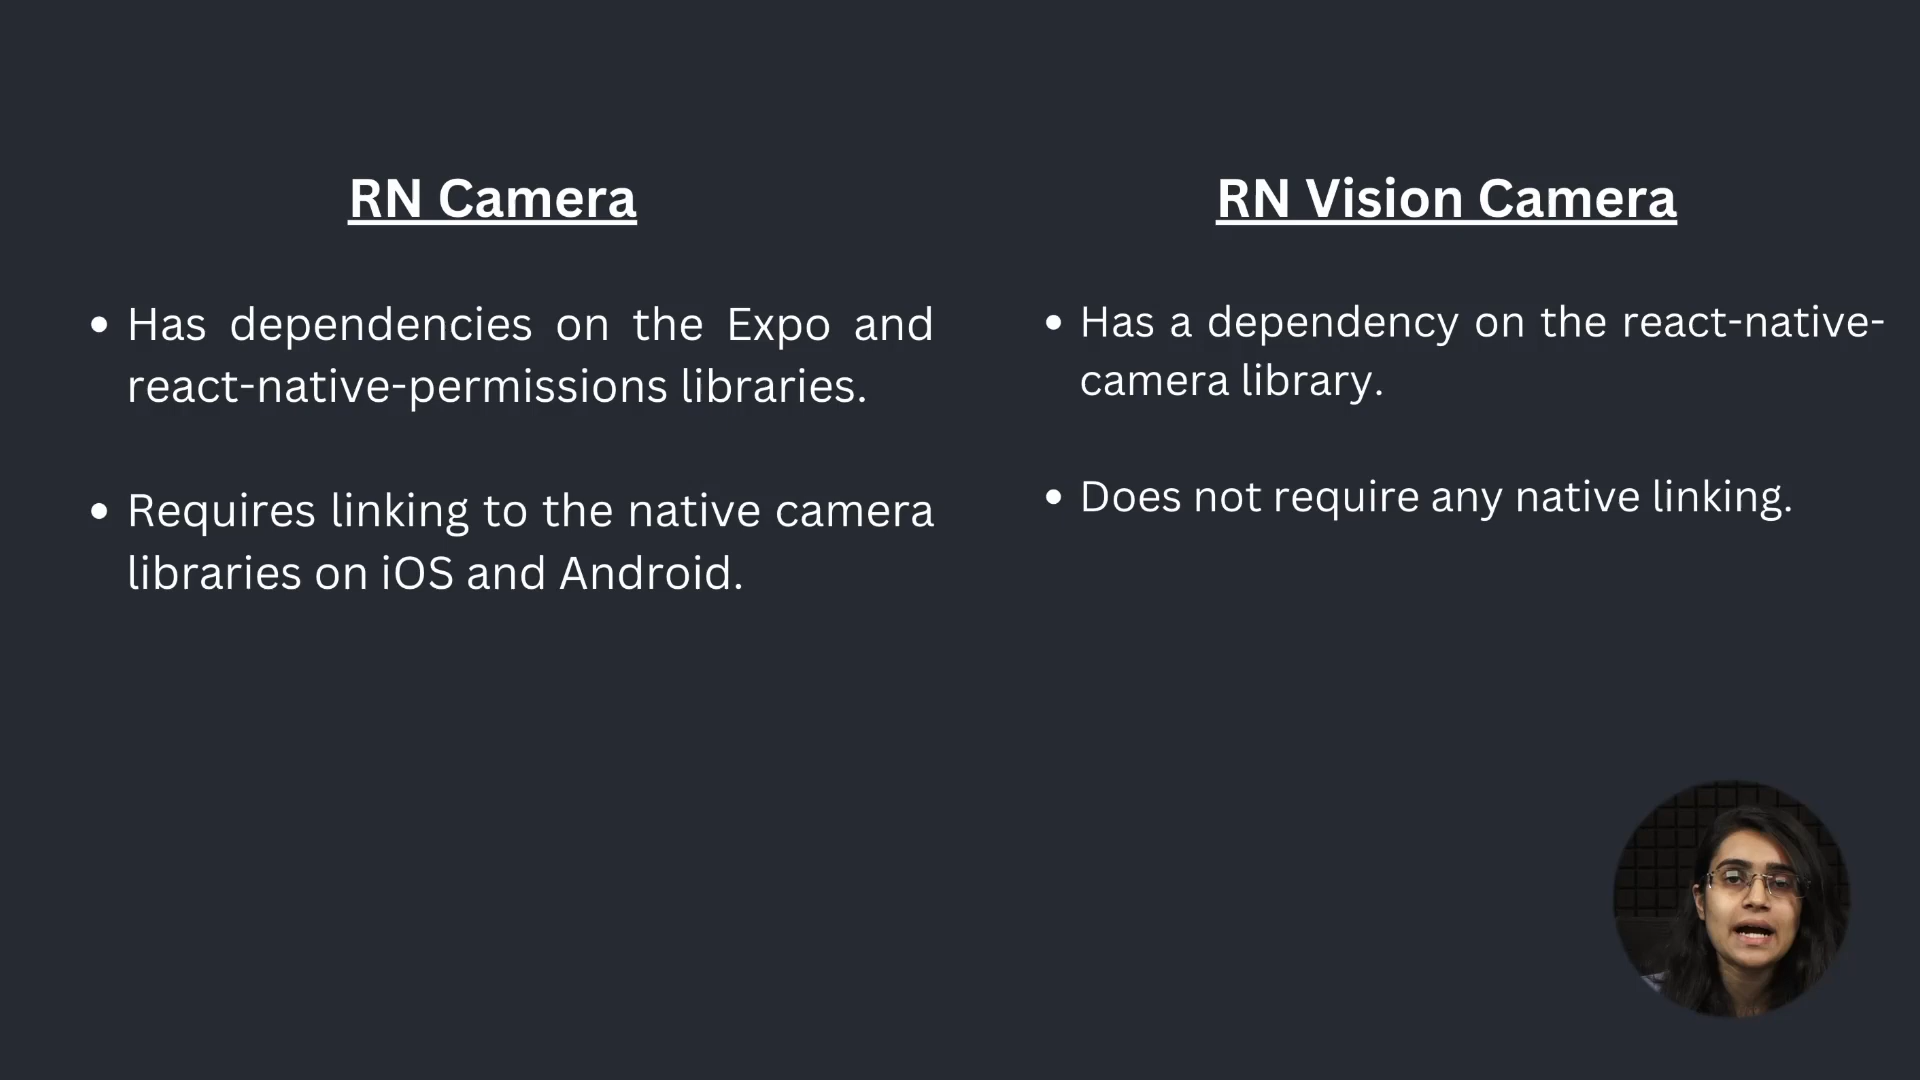 RN Camera
• Has dependencies on the Expo and
react-native-permissions libraries.
• Requires linking to the native camera
libraries on iOS and Android.
RN Vision Camera
• Has a dependency on the react-native-
camera library.
• Does not require any native linking.